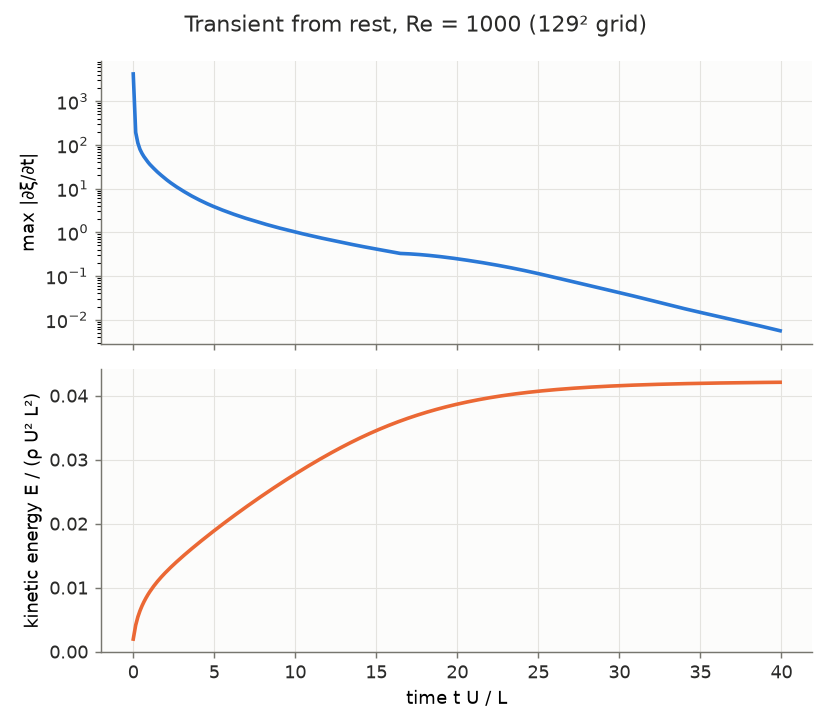 Transient from rest, Re = 1000 (129² grid)
max |∂ξ/∂t|
10³
10²
10¹
10⁰
10⁻¹
10⁻²
kinetic energy E / (ρ U² L²)
0.04
0.03
0.02
0.01
0.00
0 5 10 15 20 25 30 35 40
time t U / L